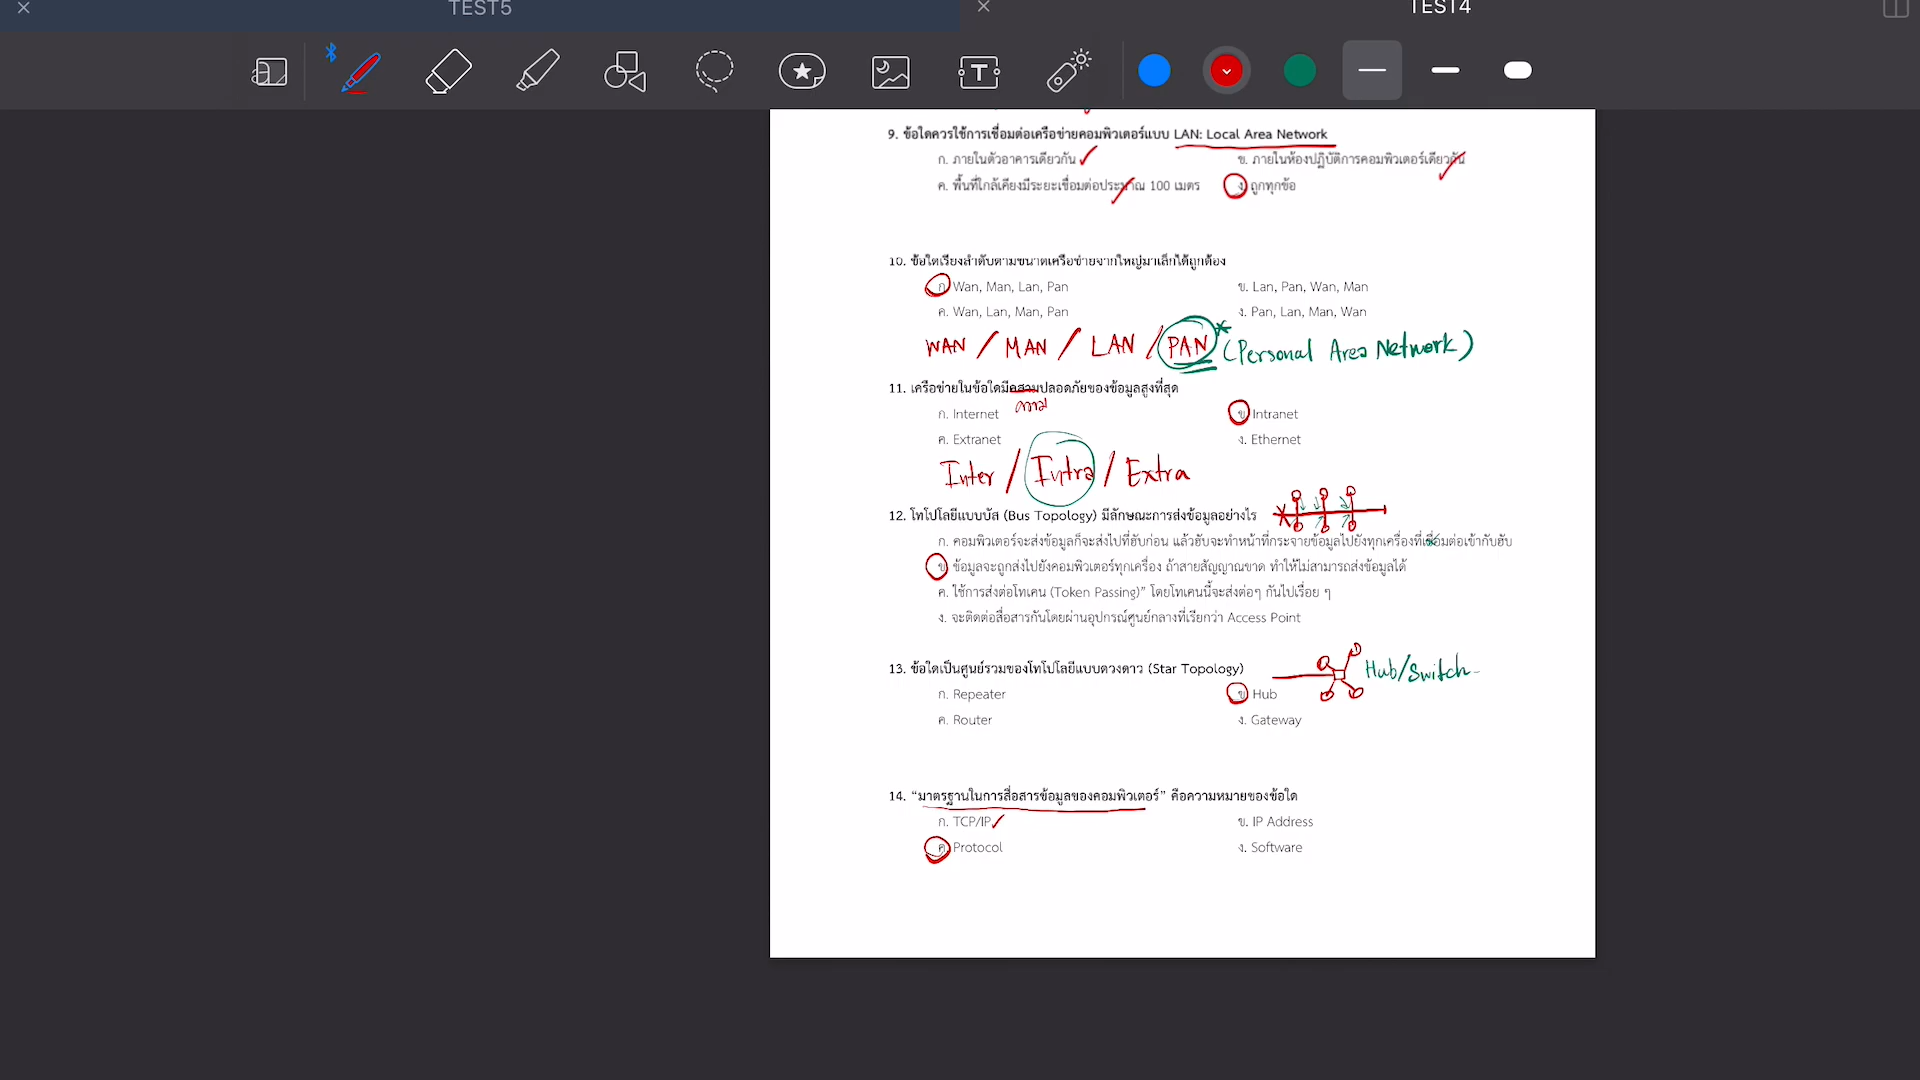 TEST5
TEST4
9. ข้อใดควรใช้การเชื่อมต่อเครือข่ายคอมพิวเตอร์แบบ LAN: Local Area Network
ก. ภายในตัวอาคารเดียวกัน ข. ภายในห้องปฏิบัติการคอมพิวเตอร์เดียวกัน
ค. พื้นที่ใกล้เคียงมีระยะเชื่อมต่อประมาณ 100 เมตร ง. ถูกทุกข้อ
10. ข้อใดเรียงลำดับตามขนาดเครือข่ายจากใหญ่มาเล็กได้ถูกต้อง
ก. Wan, Man, Lan, Pan ข. Lan, Pan, Wan, Man
ค. Wan, Lan, Man, Pan ง. Pan, Lan, Man, Wan
WAN / MAN / LAN / PAN * (Personal Area Network)
11. เครือข่ายในข้อใดมีคสามปลอดภัยของข้อมูลสูงที่สุด
ความ
ก. Internet ข. Intranet
ค. Extranet ง. Ethernet
Inter / Intra / Extra
12. โทโปโลยีแบบบัส (Bus Topology) มีลักษณะการส่งข้อมูลอย่างไร
ก. คอมพิวเตอร์จะส่งข้อมูลก็จะส่งไปที่ฮับก่อน แล้วฮับจะทำหน้าที่กระจายข้อมูลไปยังทุกเครื่องที่เชื่อมต่อเข้ากับฮับ
ข. ข้อมูลจะถูกส่งไปยังคอมพิวเตอร์ทุกเครื่อง ถ้าสายสัญญาณขาด ทำให้ไม่สามารถส่งข้อมูลได้
ค. ใช้การส่งต่อโทเคน (Token Passing)” โดยโทเคนนี้จะส่งต่อๆ กันไปเรื่อย ๆ
ง. จะติดต่อสื่อสารกันโดยผ่านอุปกรณ์ศูนย์กลางที่เรียกว่า Access Point
13. ข้อใดเป็นศูนย์รวมของโทโปโลยีแบบดวงดาว (Star Topology) Hub/Switch
ก. Repeater ข. Hub
ค. Router ง. Gateway
14. “มาตรฐานในการสื่อสารข้อมูลของคอมพิวเตอร์” คือความหมายของข้อใด
ก. TCP/IP ข. IP Address
ค. Protocol ง. Software